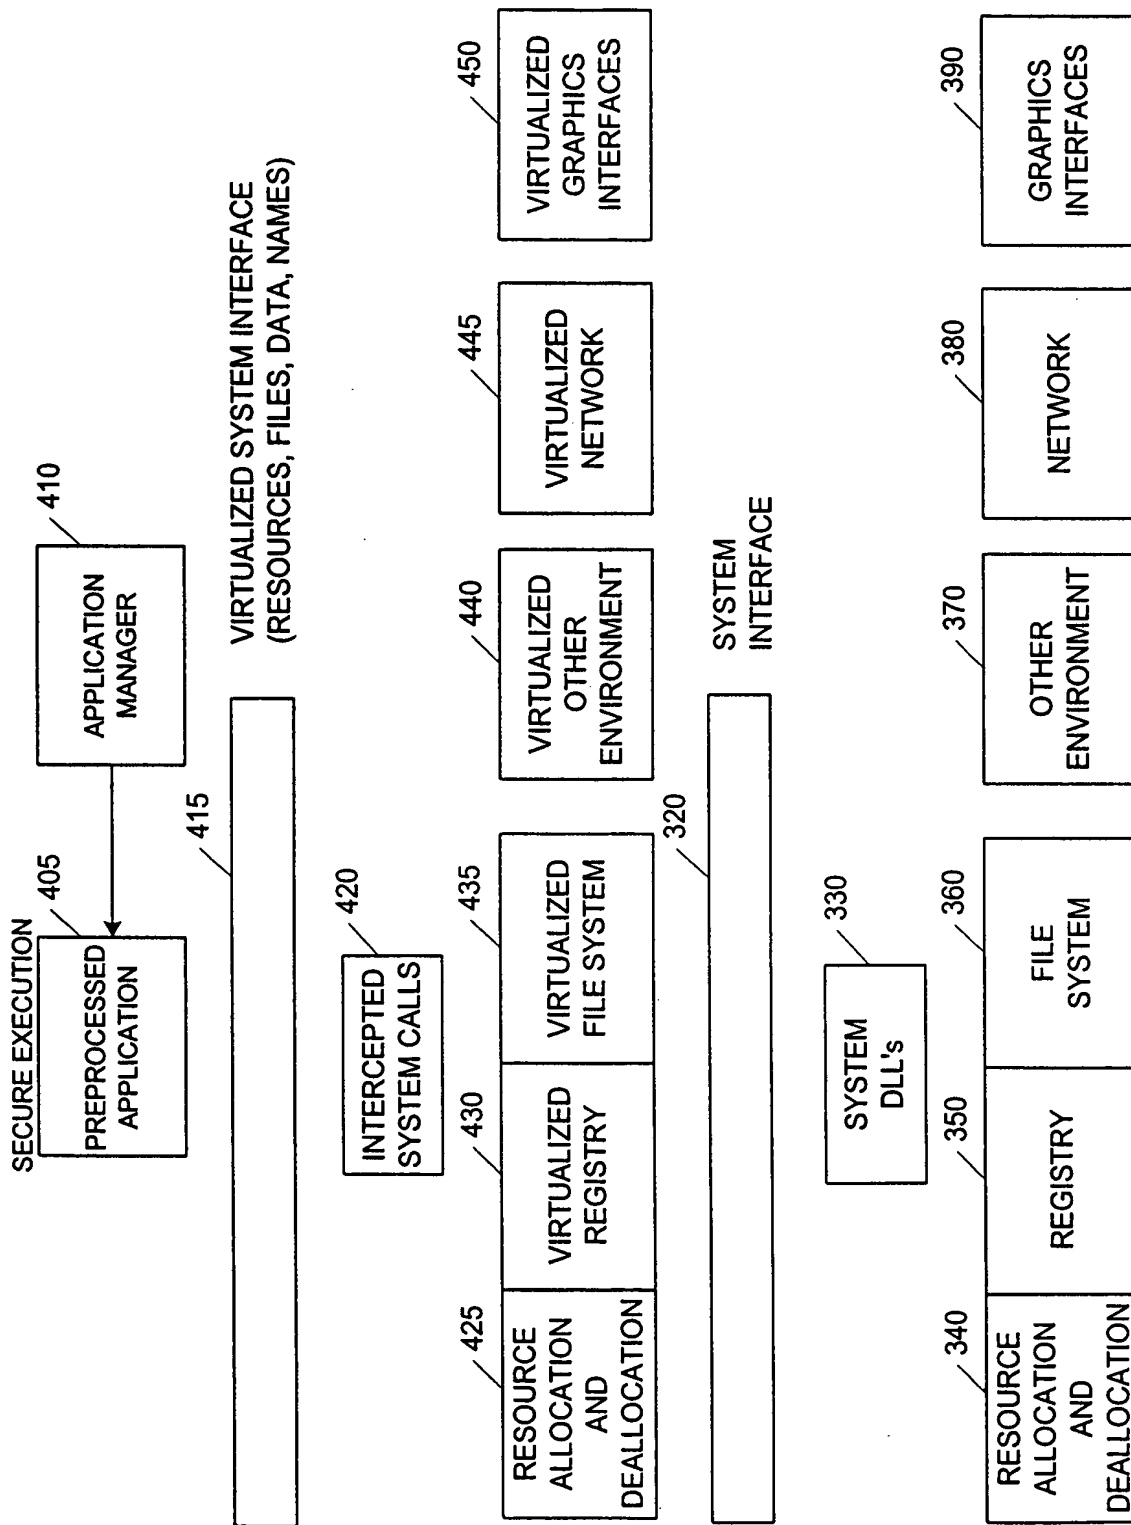 SECURE EXECUTION
405
PREPROCESSED
APPLICATION
410
APPLICATION
MANAGER
415
VIRTUALIZED SYSTEM INTERFACE
(RESOURCES, FILES, DATA, NAMES)
420
INTERCEPTED
SYSTEM CALLS
425
RESOURCE
ALLOCATION
AND
DEALLOCATION
430
VIRTUALIZED
REGISTRY
435
VIRTUALIZED
FILE SYSTEM
440
VIRTUALIZED
OTHER
ENVIRONMENT
445
VIRTUALIZED
NETWORK
450
VIRTUALIZED
GRAPHICS
INTERFACES
320
SYSTEM
INTERFACE
330
SYSTEM
DLL's
340
RESOURCE
ALLOCATION
AND
DEALLOCATION
350
REGISTRY
360
FILE
SYSTEM
370
OTHER
ENVIRONMENT
380
NETWORK
390
GRAPHICS
INTERFACES